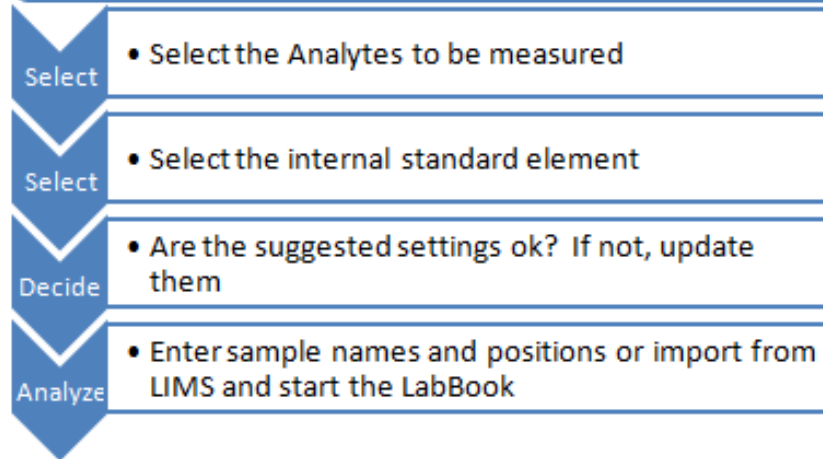 Select
• Select the Analytes to be measured
Select
• Select the internal standard element
Decide
• Are the suggested settings ok? If not, update
them
Analyze
• Enter sample names and positions or import from
LIMS and start the LabBook